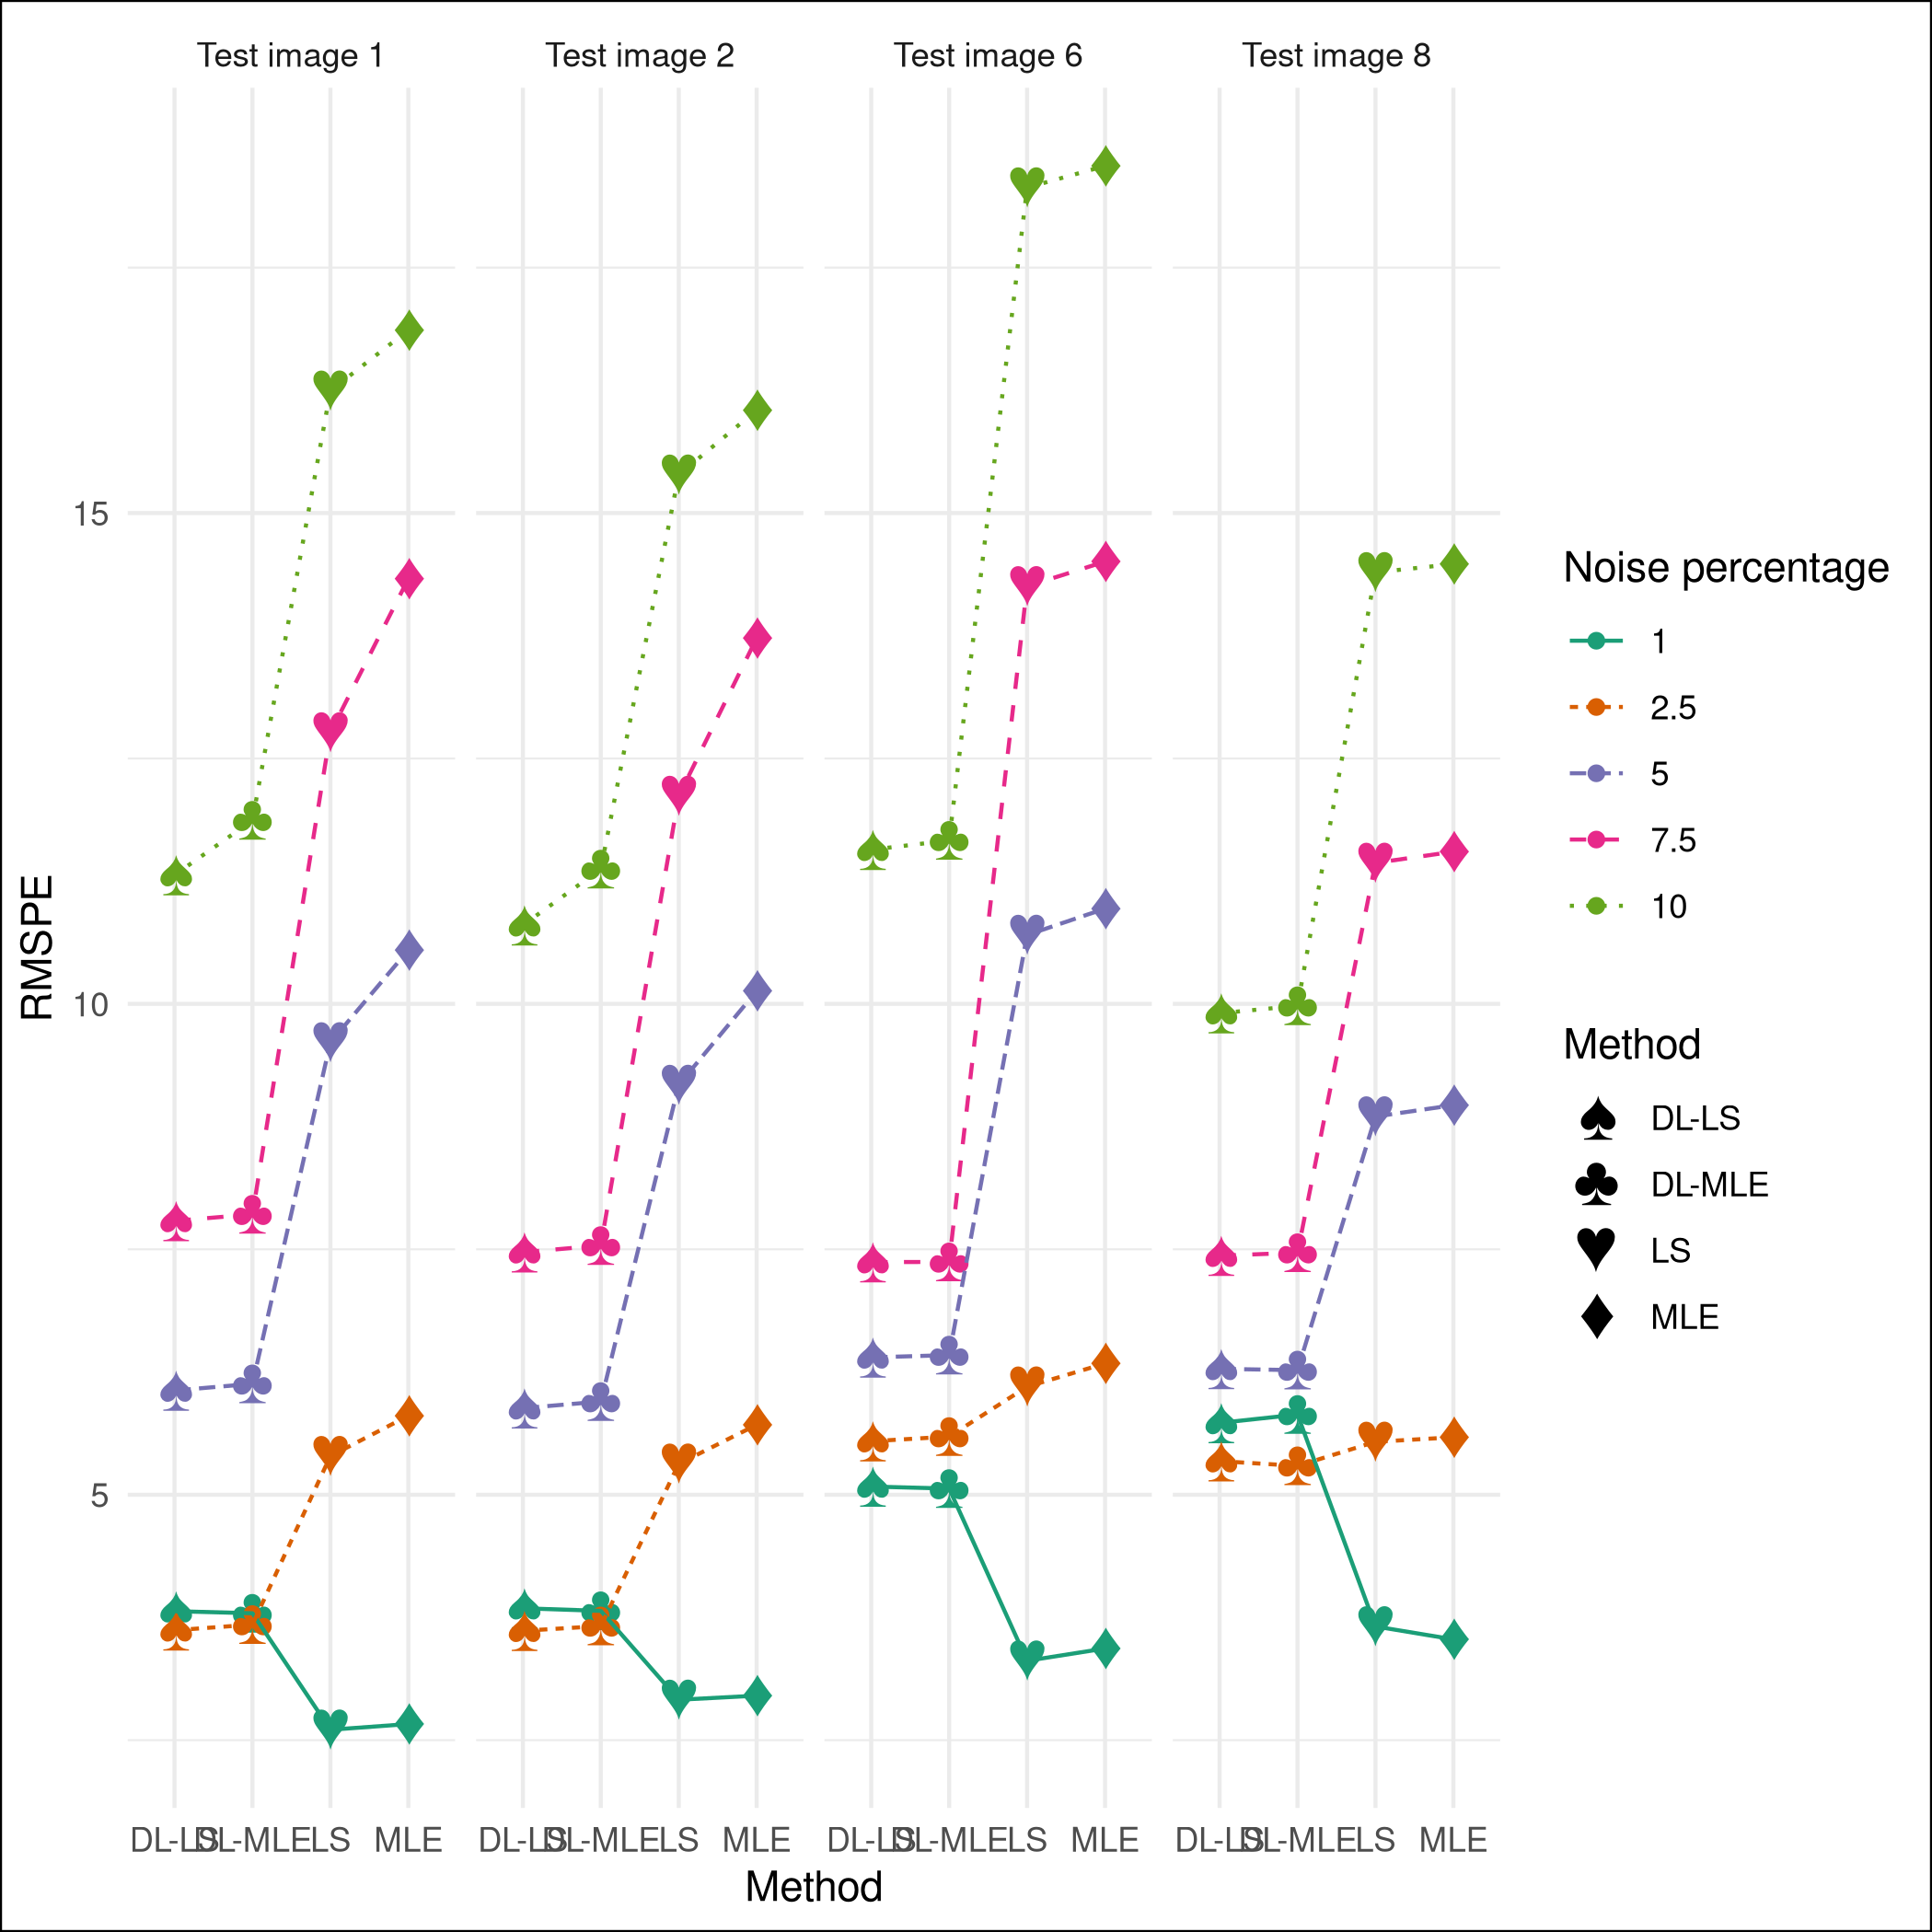 Test image 1 Test image 2 Test image 6 Test image 8
15
10
5
RMSPE
DL-LS DL-MLE LS MLE DL-LS DL-MLE LS MLE DL-LS DL-MLE LS MLE DL-LS DL-MLE LS MLE
Method
Noise percentage
1
2.5
5
7.5
10
Method
DL-LS
DL-MLE
LS
MLE